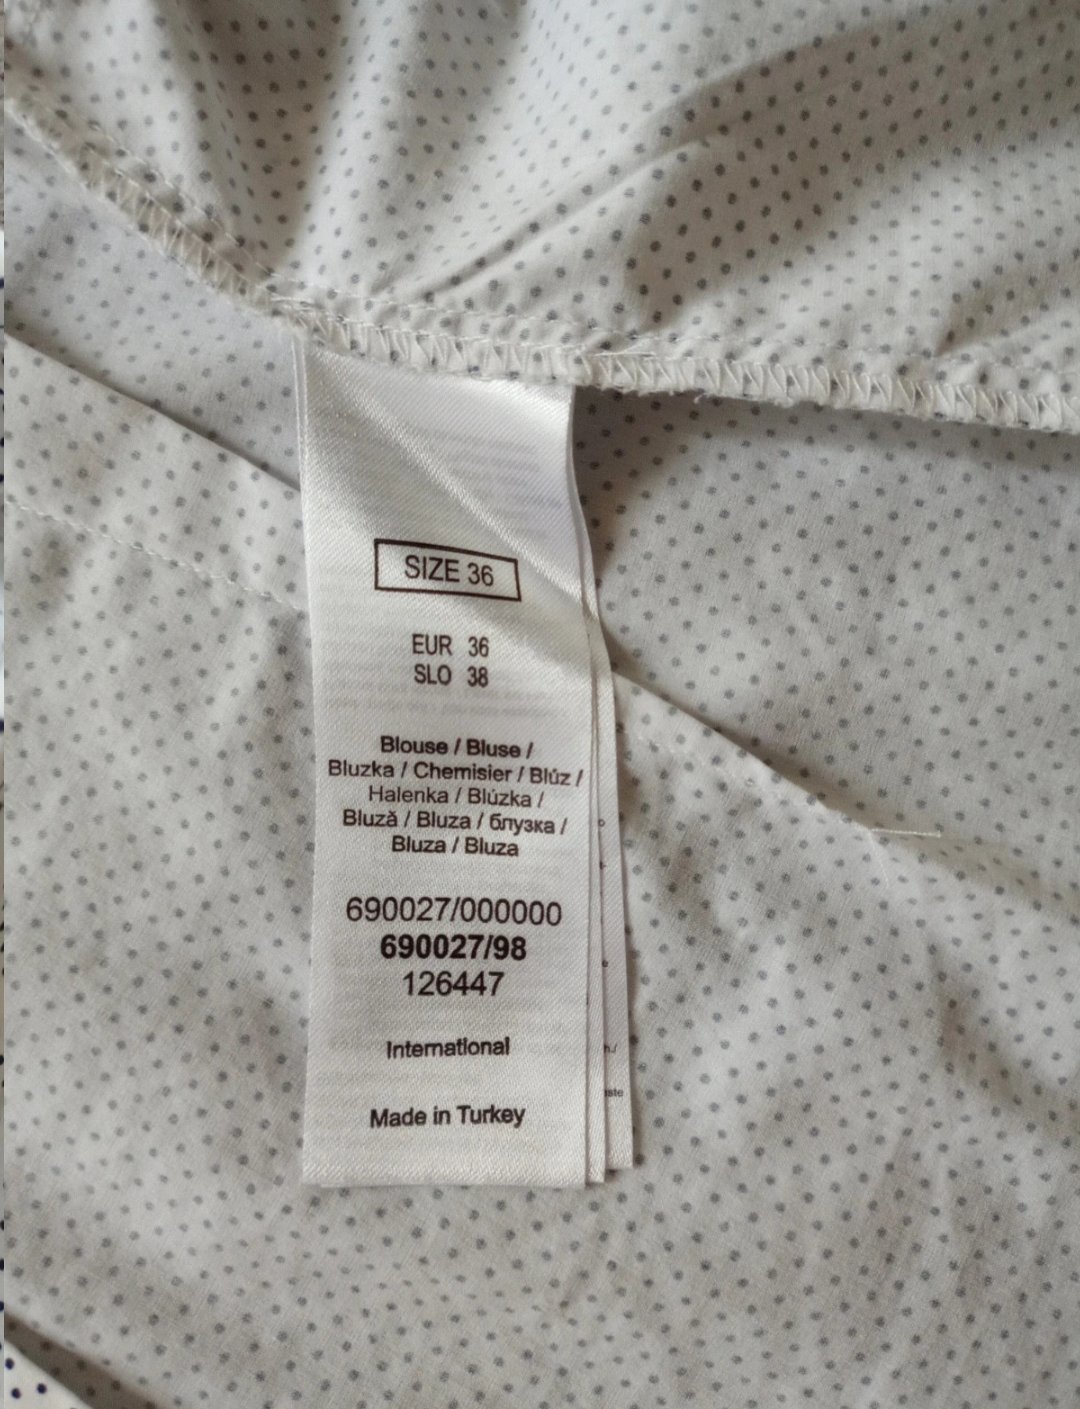 SIZE 36
EUR 36
SLO 38
Blouse / Bluse /
Bluzka / Chemisier / Blúz /
Halenka / Blúzka /
Bluză / Bluza / блузка /
Bluza / Bluza
690027/000000
690027/98
126447
International
Made in Turkey